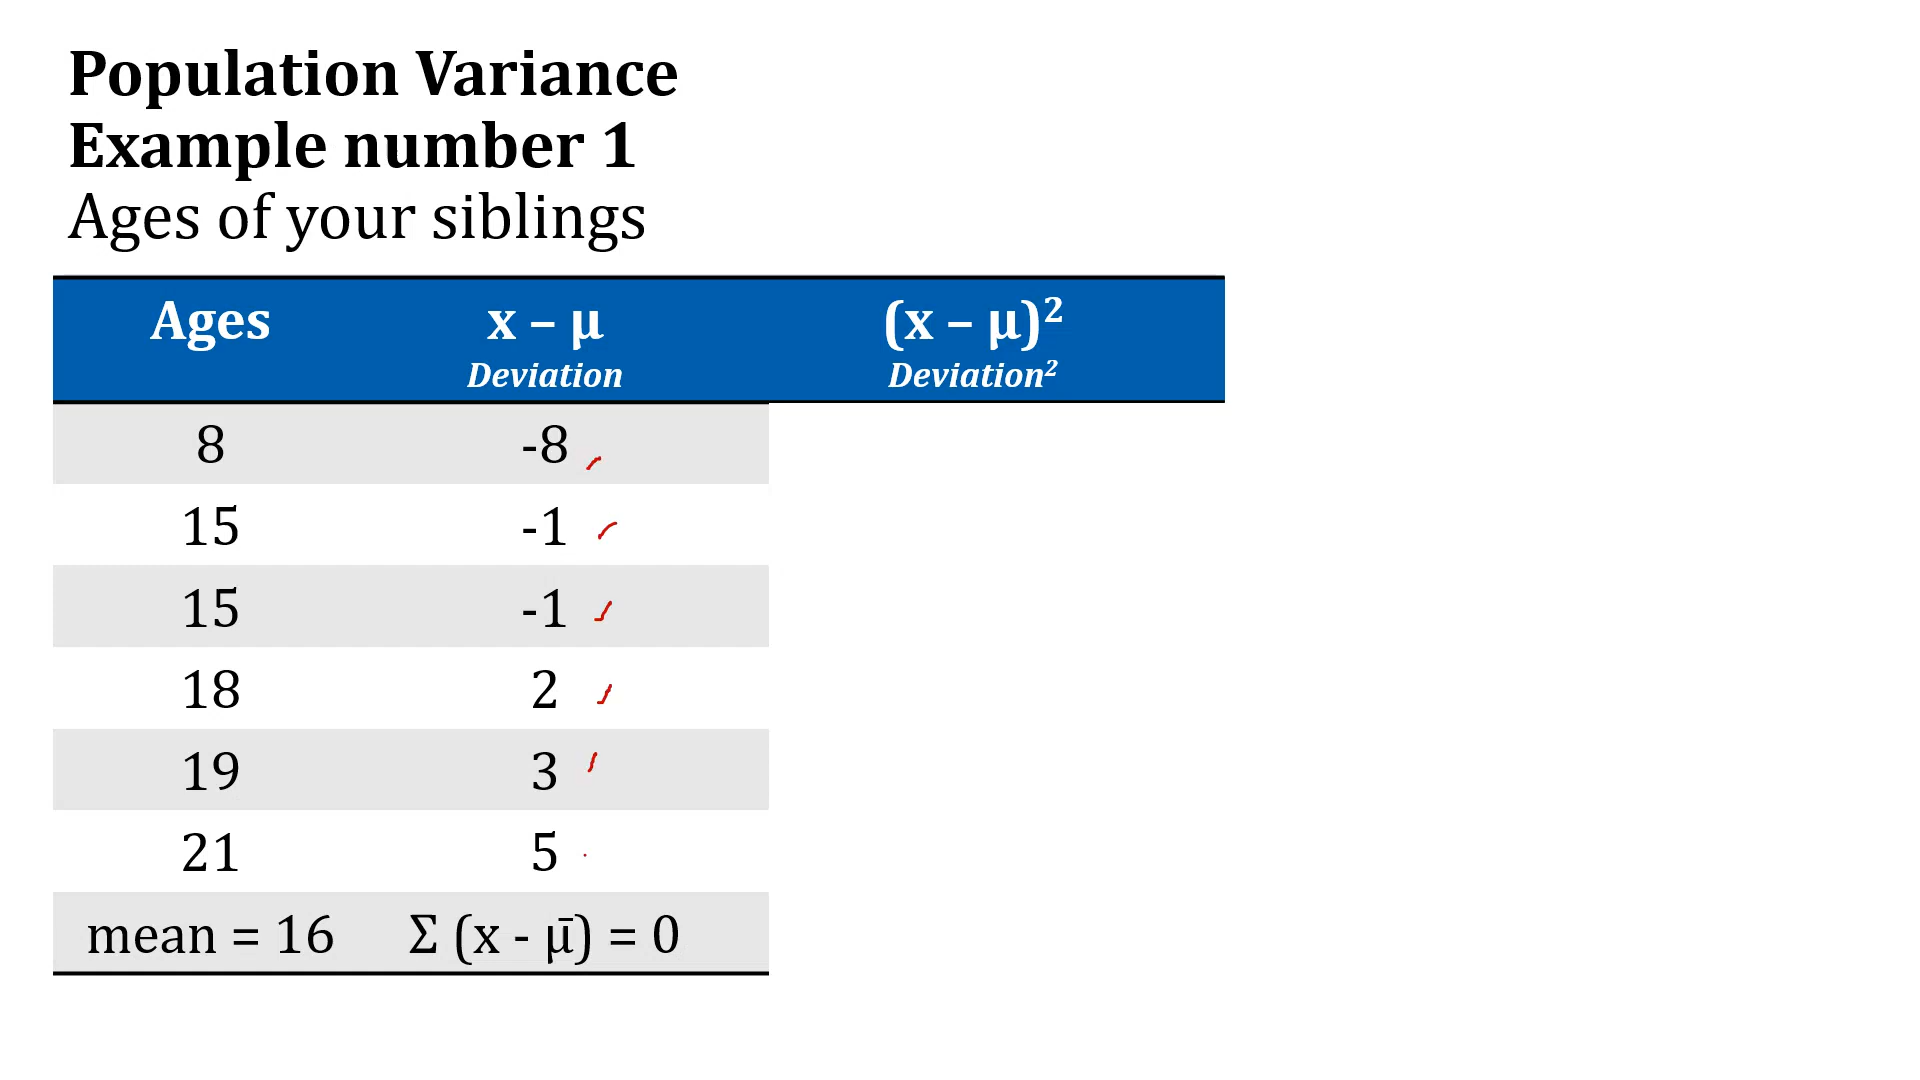 Population Variance
Example number 1
Ages of your siblings
Ages x – μ (x – μ)²
Deviation Deviation²
8 -8
15 -1
15 -1
18 2
19 3
21 5
mean = 16 Σ (x - μ̄) = 0